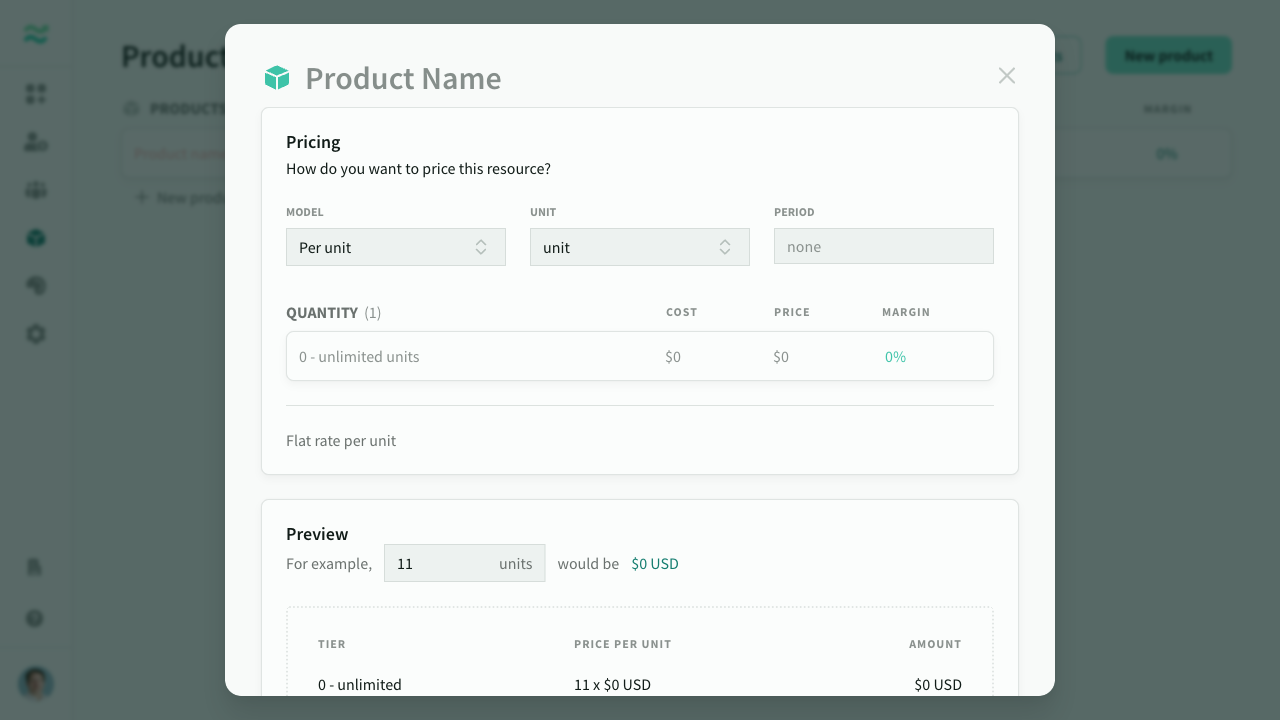 Product
New product
Product Name
PRODUCTS
MARGIN
Pricing
How do you want to price this resource?
Product name
0%
New produ
MODEL
UNIT
PERIOD
Per unit
unit
none
QUANTITY (1)
COST
PRICE
MARGIN
0 - unlimited units
$0
$0
0%
Flat rate per unit
Preview
For example, 11 units would be $0 USD
TIER
PRICE PER UNIT
AMOUNT
0 - unlimited
11 x $0 USD
$0 USD